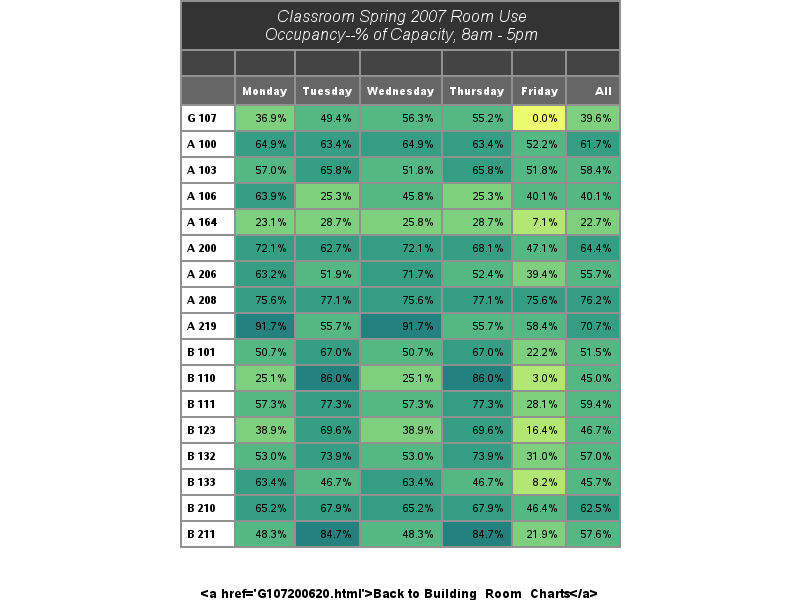 Classroom Spring 2007 Room Use
Occupancy--% of Capacity, 8am - 5pm
Monday Tuesday Wednesday Thursday Friday All
G 107 36.9% 49.4% 56.3% 55.2% 0.0% 39.6%
A 100 64.9% 63.4% 64.9% 63.4% 52.2% 61.7%
A 103 57.0% 65.8% 51.8% 65.8% 51.8% 58.4%
A 106 63.9% 25.3% 45.8% 25.3% 40.1% 40.1%
A 164 23.1% 28.7% 25.8% 28.7% 7.1% 22.7%
A 200 72.1% 62.7% 72.1% 68.1% 47.1% 64.4%
A 206 63.2% 51.9% 71.7% 52.4% 39.4% 55.7%
A 208 75.6% 77.1% 75.6% 77.1% 75.6% 76.2%
A 219 91.7% 55.7% 91.7% 55.7% 58.4% 70.7%
B 101 50.7% 67.0% 50.7% 67.0% 22.2% 51.5%
B 110 25.1% 86.0% 25.1% 86.0% 3.0% 45.0%
B 111 57.3% 77.3% 57.3% 77.3% 28.1% 59.4%
B 123 38.9% 69.6% 38.9% 69.6% 16.4% 46.7%
B 132 53.0% 73.9% 53.0% 73.9% 31.0% 57.0%
B 133 63.4% 46.7% 63.4% 46.7% 8.2% 45.7%
B 210 65.2% 67.9% 65.2% 67.9% 46.4% 62.5%
B 211 48.3% 84.7% 48.3% 84.7% 21.9% 57.6%
<a href='G107200620.html'>Back to Building_Room_Charts</a>